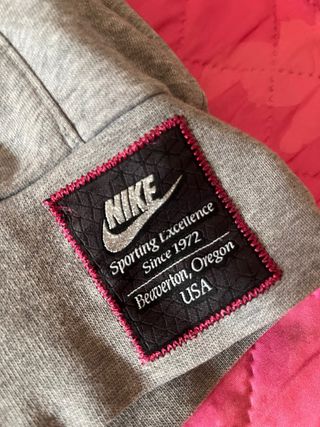 NIKE
Sporting Excellence
Since 1972
Beaverton, Oregon
USA